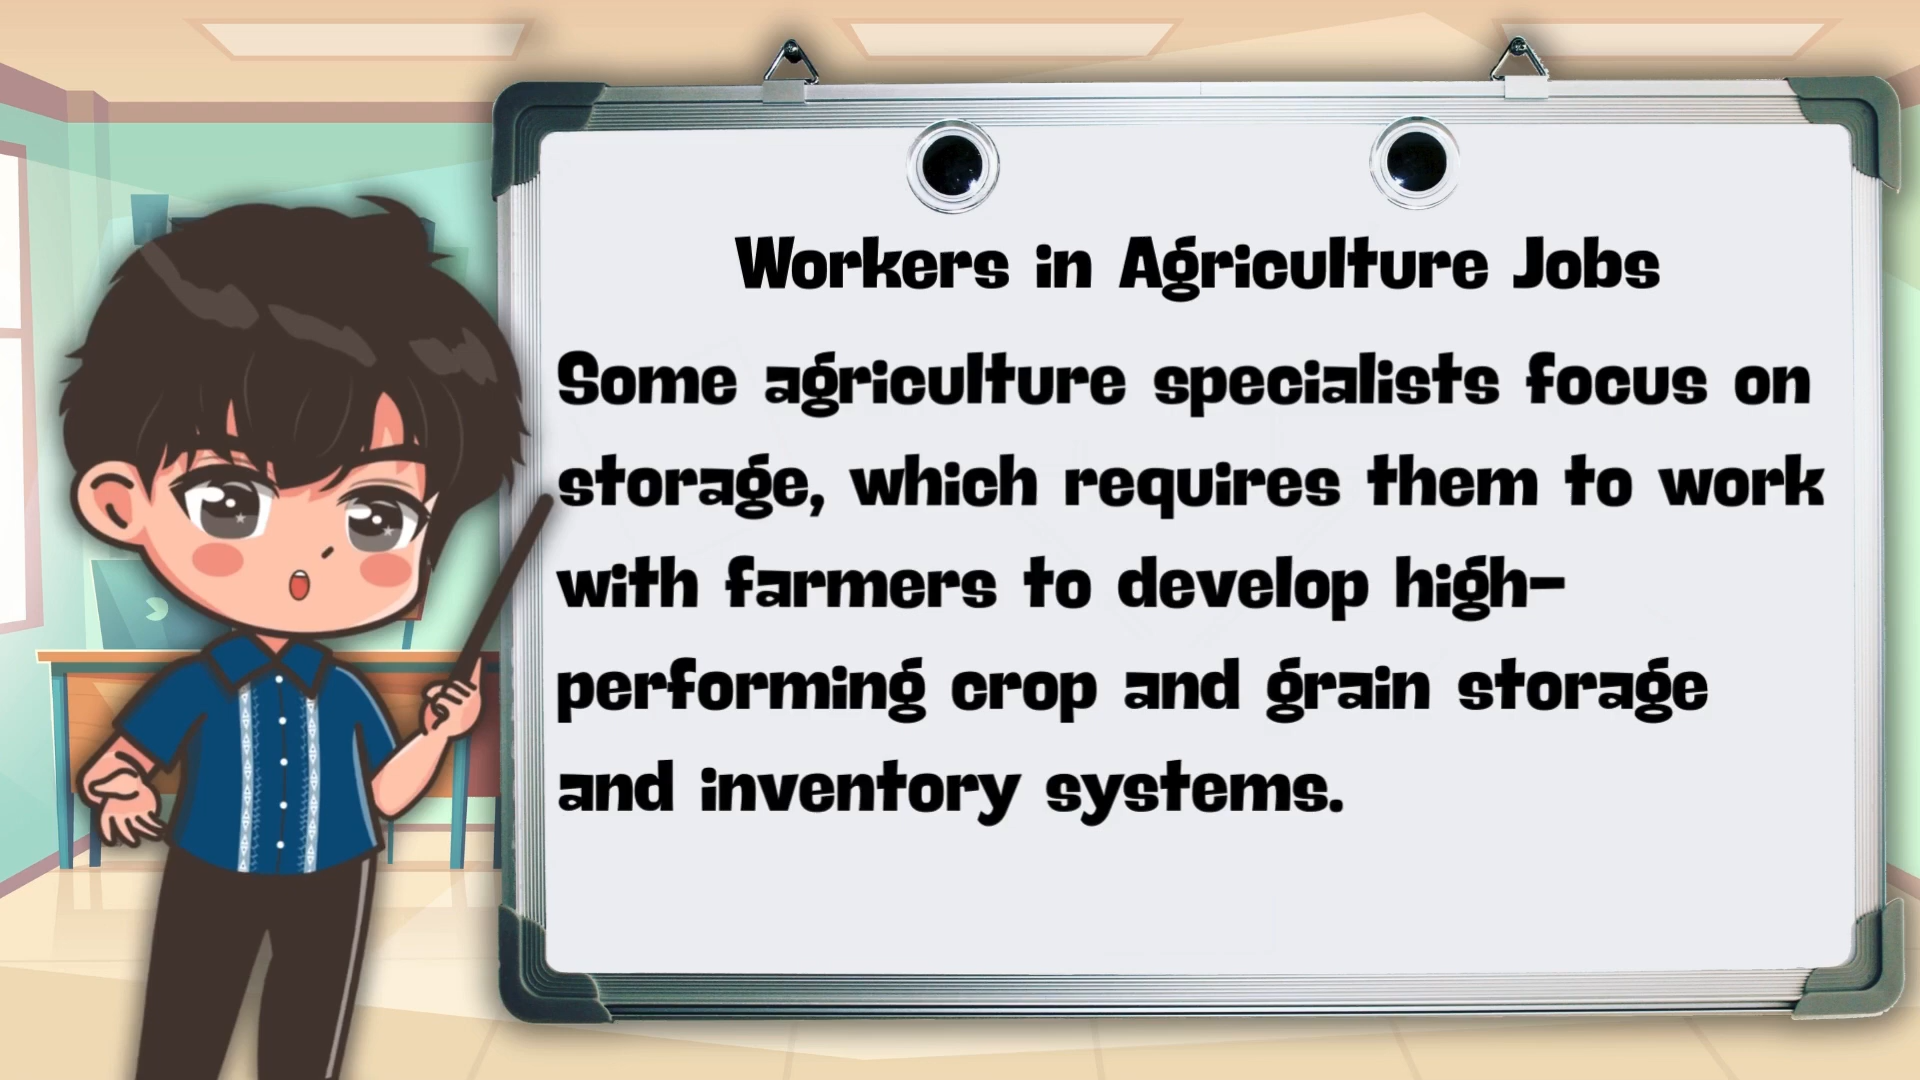 Workers in Agriculture Jobs
Some agriculture specialists focus on
storage, which requires them to work
with farmers to develop high-
performing crop and grain storage
and inventory systems.